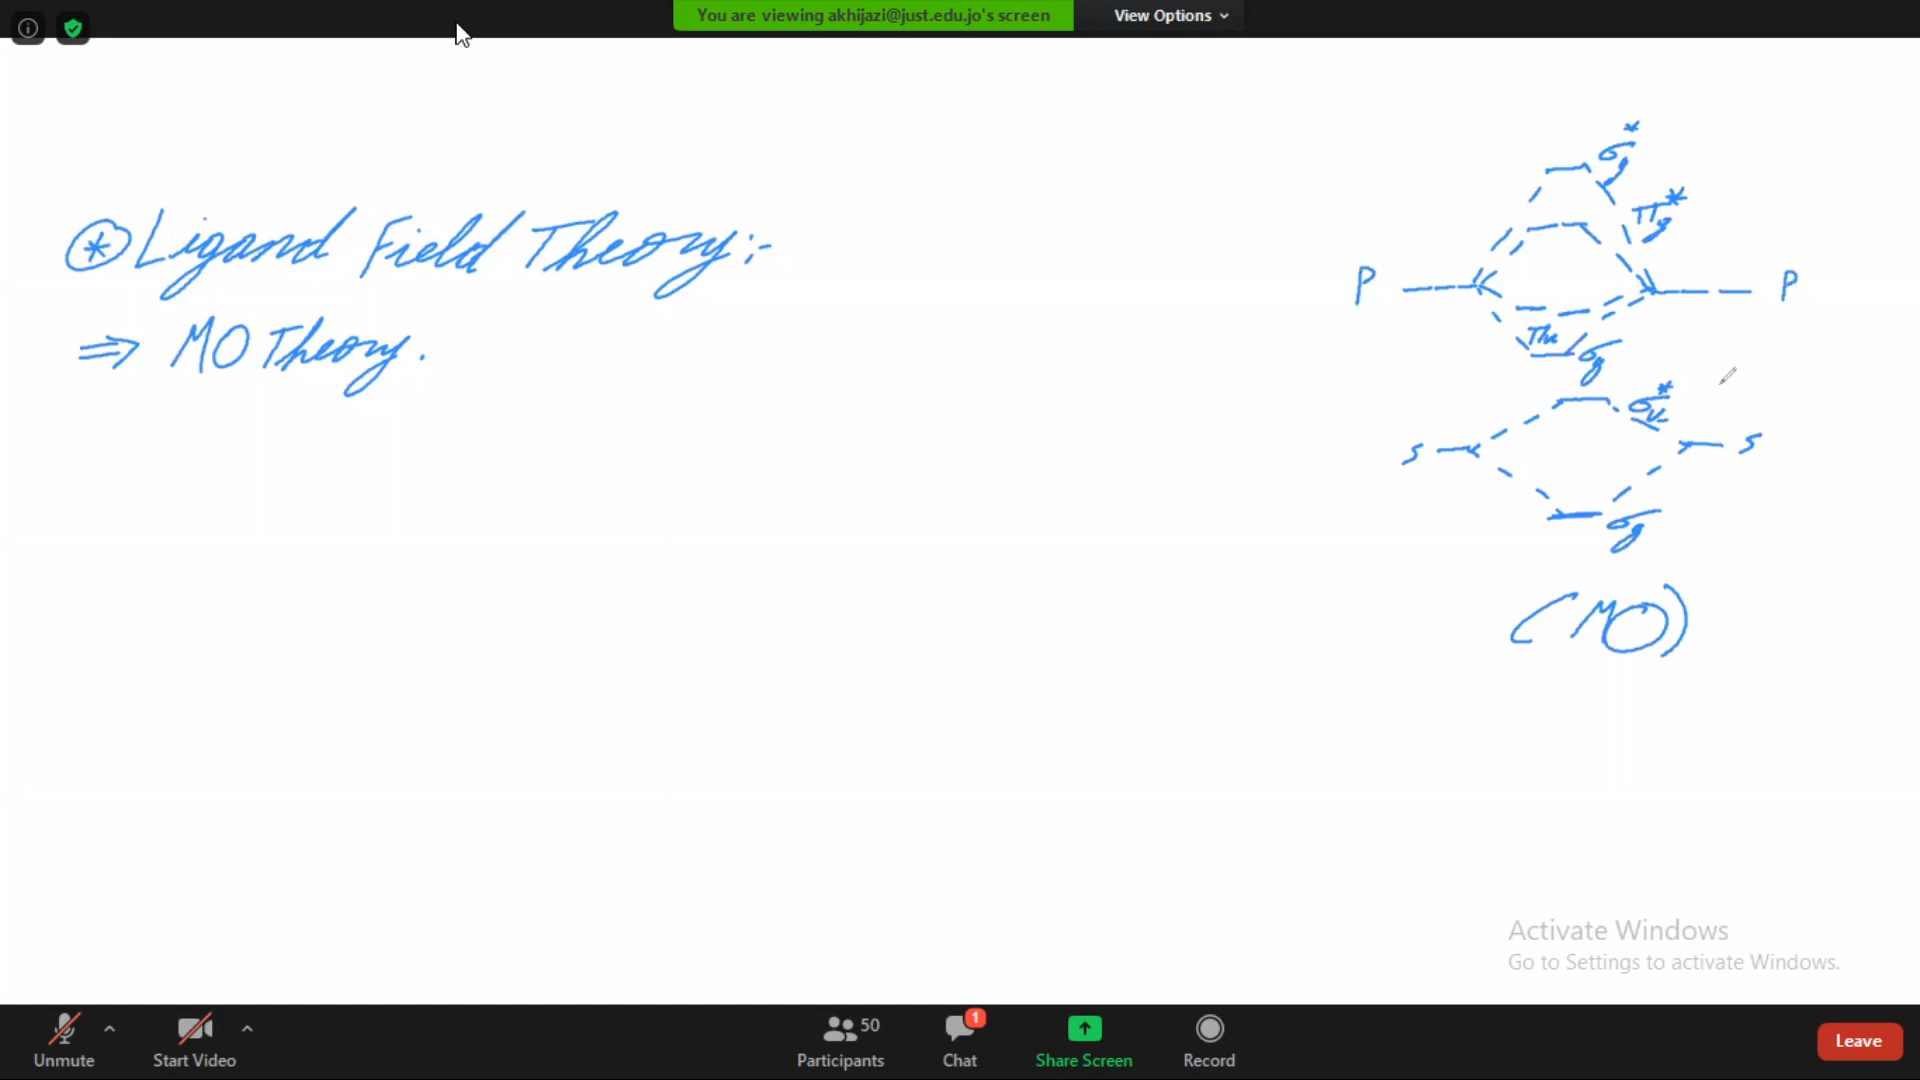 You are viewing akhijazi@just.edu.jo's screen
View Options
⊛ Ligand Field Theory:-
⇒ MO Theory.
σg*
πg*
P P
πu σg
σu*
S S
σg
(MO)
Activate Windows
Go to Settings to activate Windows.
Unmute
Start Video
50
Participants
1
Chat
Share Screen
Record
Leave